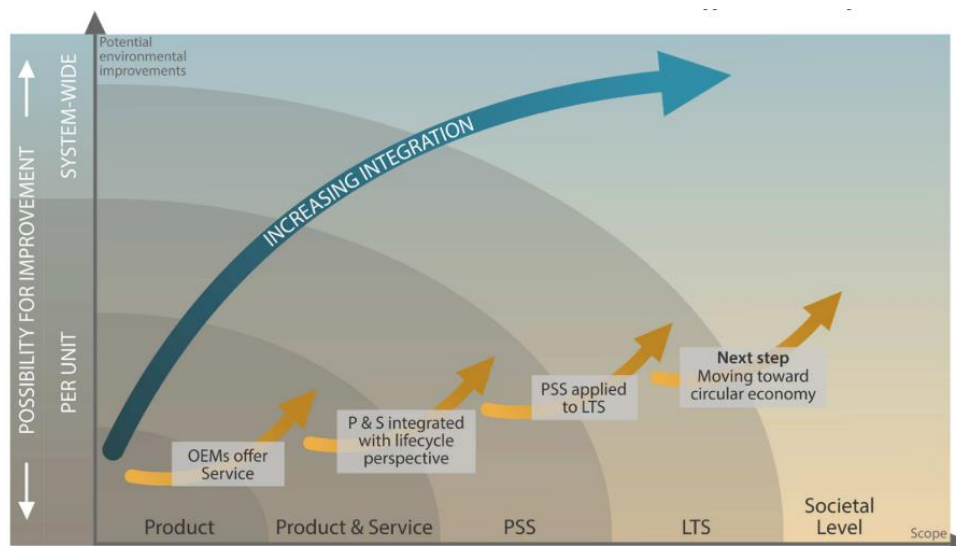 Potential
environmental
improvements
SYSTEM-WIDE
POSSIBILITY FOR IMPROVEMENT
PER UNIT
INCREASING INTEGRATION
OEMs offer
Service
P & S integrated
with lifecycle
perspective
PSS applied
to LTS
Next step
Moving toward
circular economy
Product
Product & Service
PSS
LTS
Societal
Level
Scope